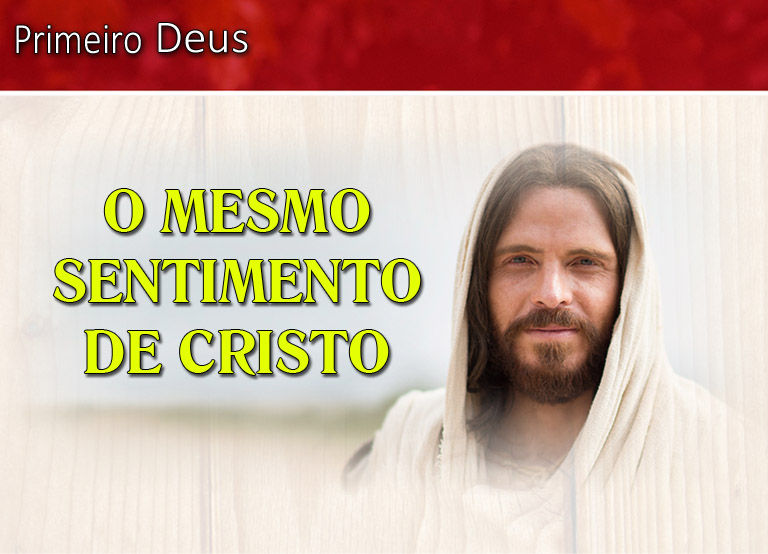 Primeiro Deus
O MESMO
SENTIMENTO
DE CRISTO